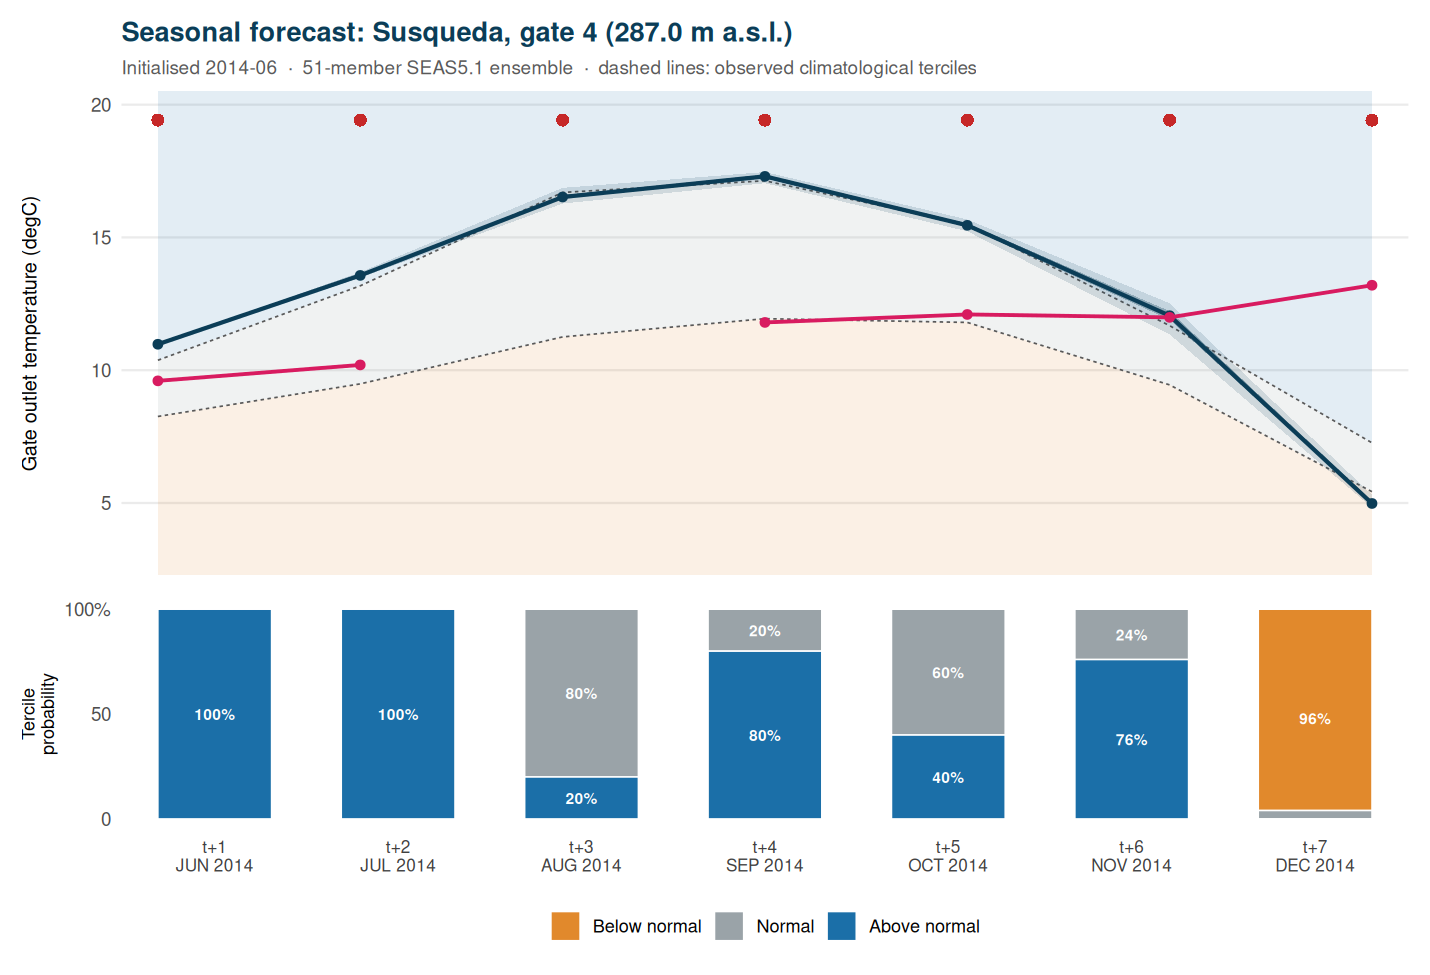 Seasonal forecast: Susqueda, gate 4 (287.0 m a.s.l.)
Initialised 2014-06 · 51-member SEAS5.1 ensemble · dashed lines: observed climatological terciles
Gate outlet temperature (degC)
20
15
10
5
Tercile
probability
100%
50
0
100%
100%
80%
20%
20%
80%
60%
40%
24%
76%
96%
t+1
JUN 2014
t+2
JUL 2014
t+3
AUG 2014
t+4
SEP 2014
t+5
OCT 2014
t+6
NOV 2014
t+7
DEC 2014
Below normal
Normal
Above normal